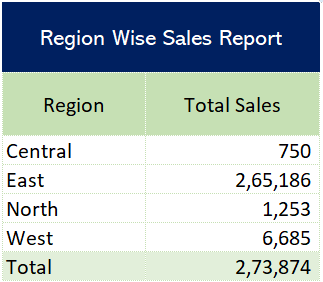 Region Wise Sales Report
Region Total Sales
Central 750
East 2,65,186
North 1,253
West 6,685
Total 2,73,874